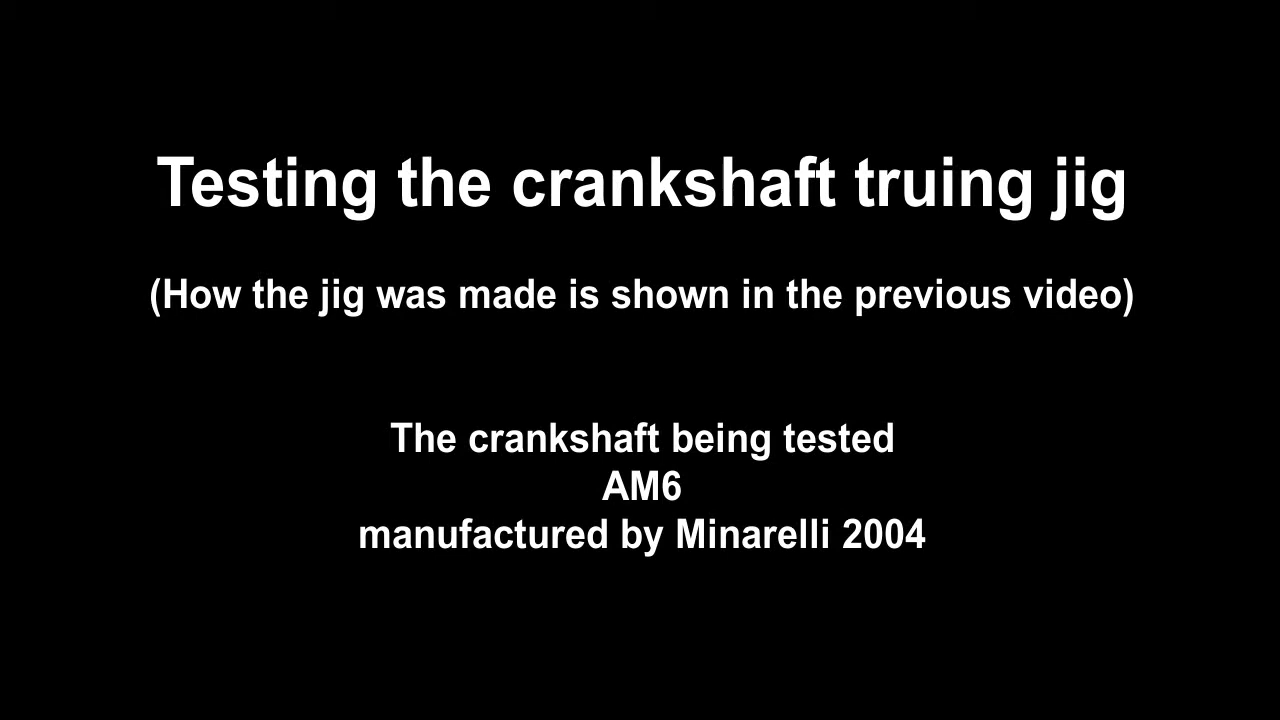 Testing the crankshaft truing jig
(How the jig was made is shown in the previous video)
The crankshaft being tested
AM6
manufactured by Minarelli 2004